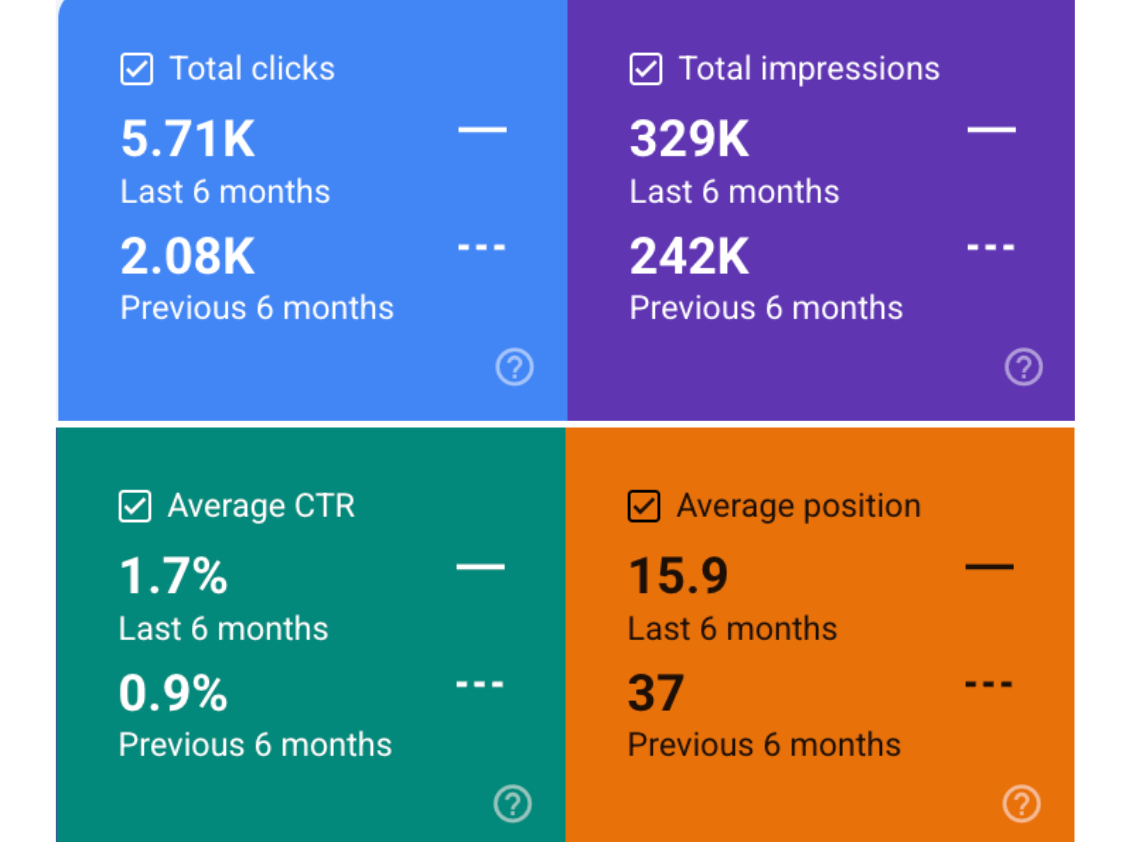 Total clicks
5.71K
Last 6 months
2.08K
Previous 6 months
Total impressions
329K
Last 6 months
242K
Previous 6 months
Average CTR
1.7%
Last 6 months
0.9%
Previous 6 months
Average position
15.9
Last 6 months
37
Previous 6 months